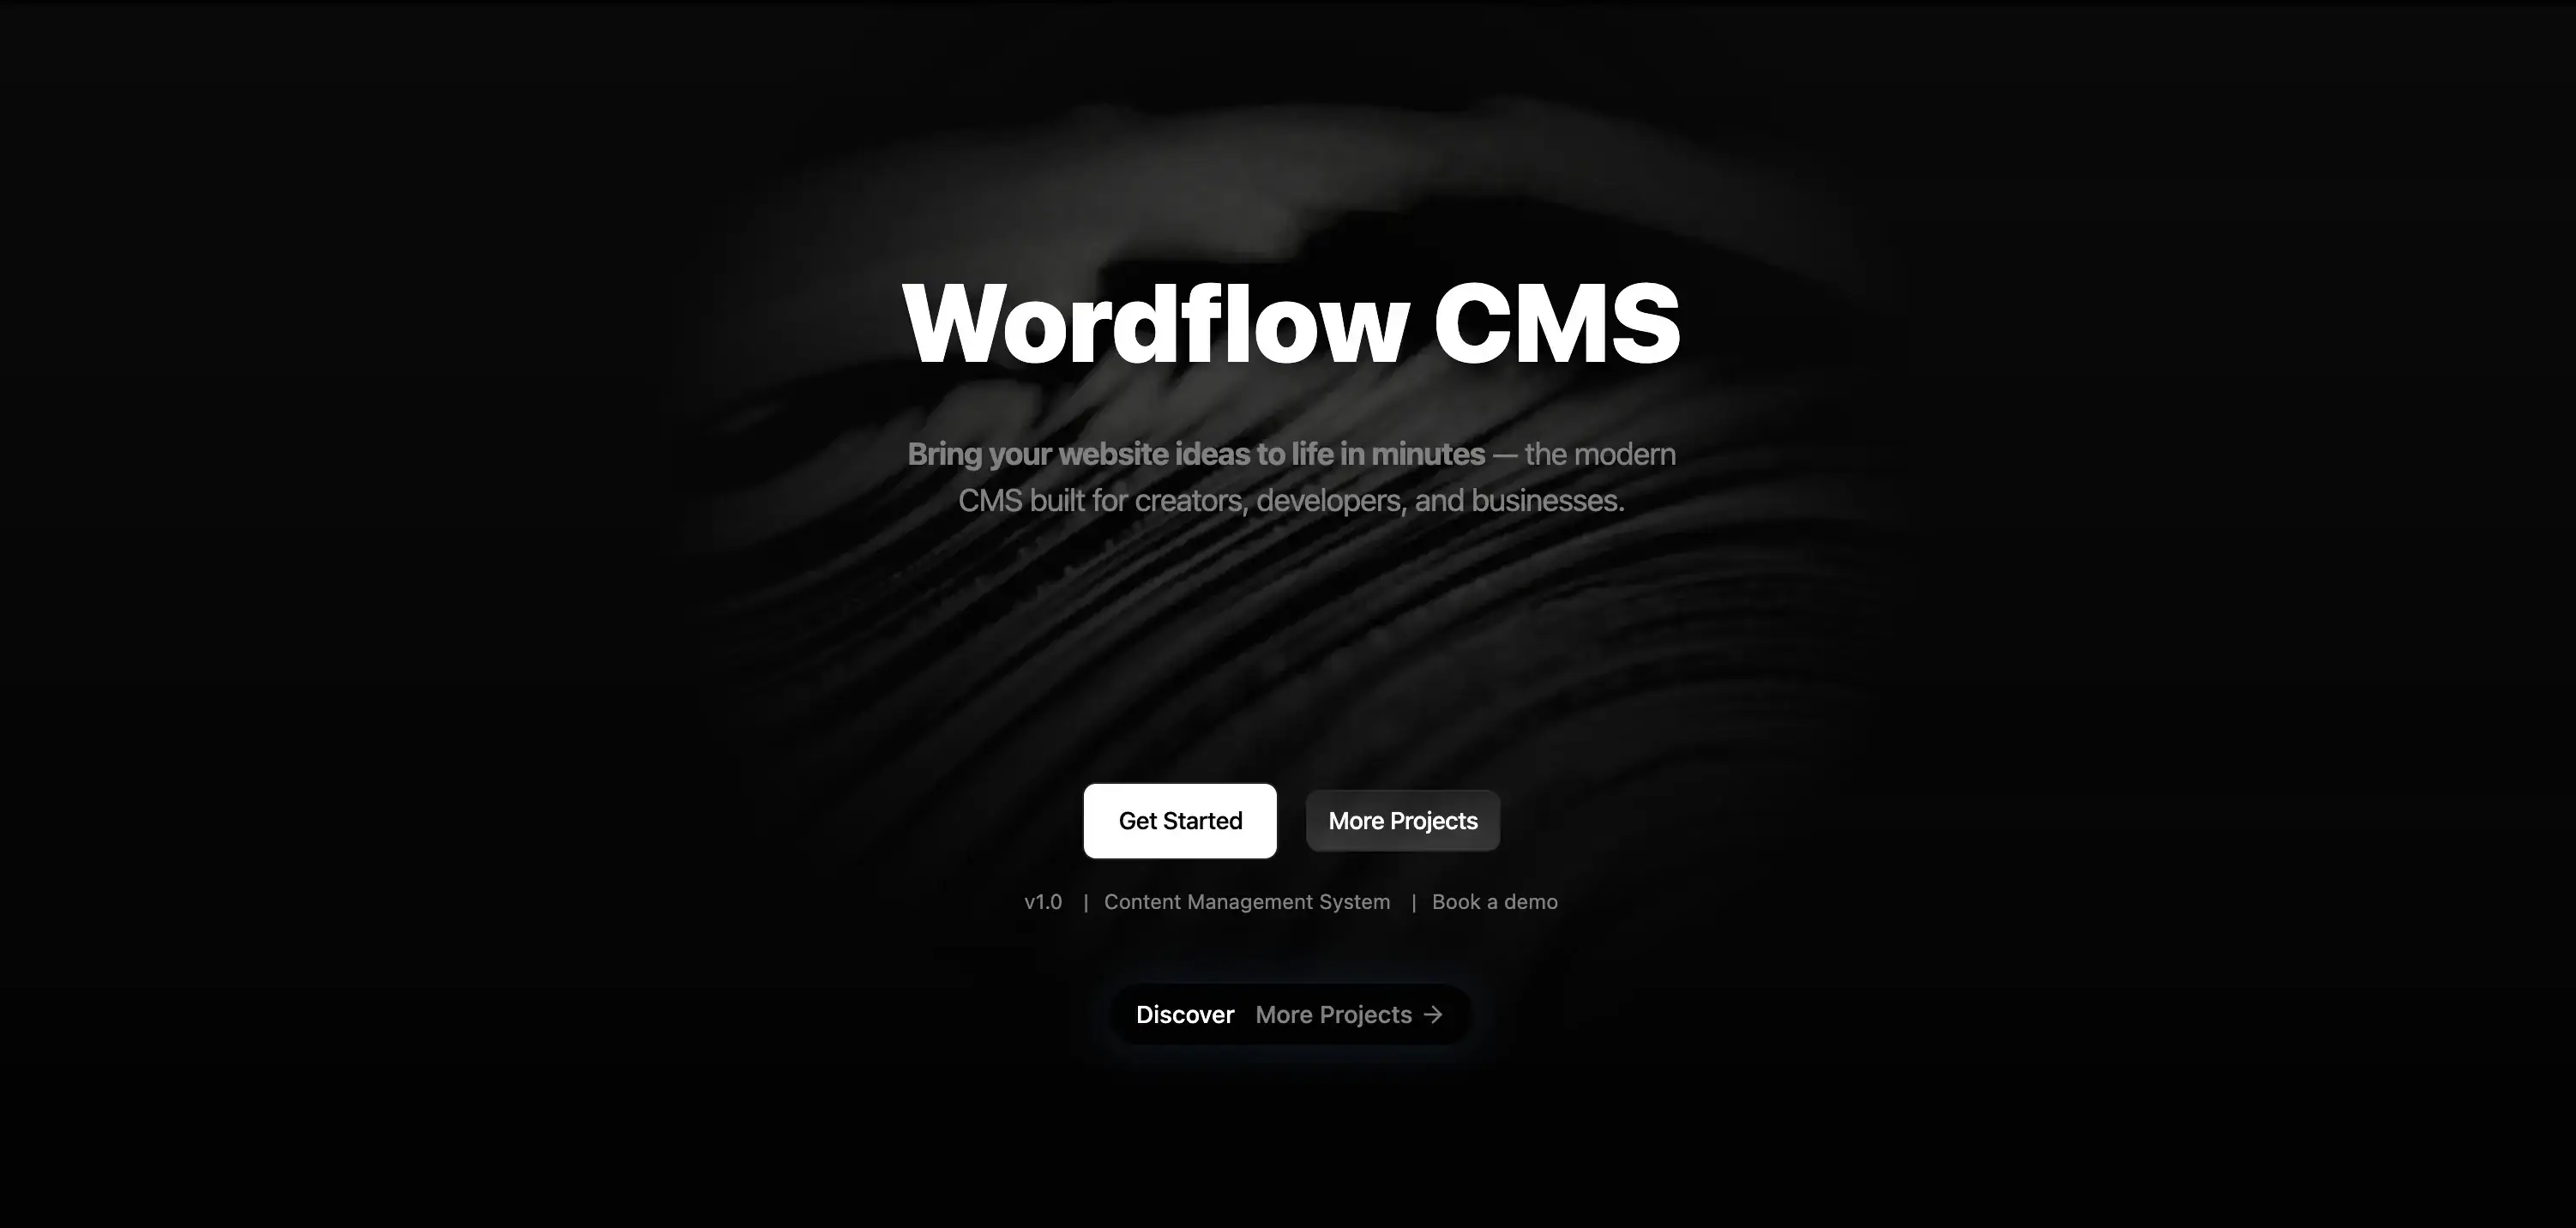 Wordflow CMS
Bring your website ideas to life in minutes — the modern
CMS built for creators, developers, and businesses.
Get Started More Projects
v1.0 | Content Management System | Book a demo
Discover More Projects →